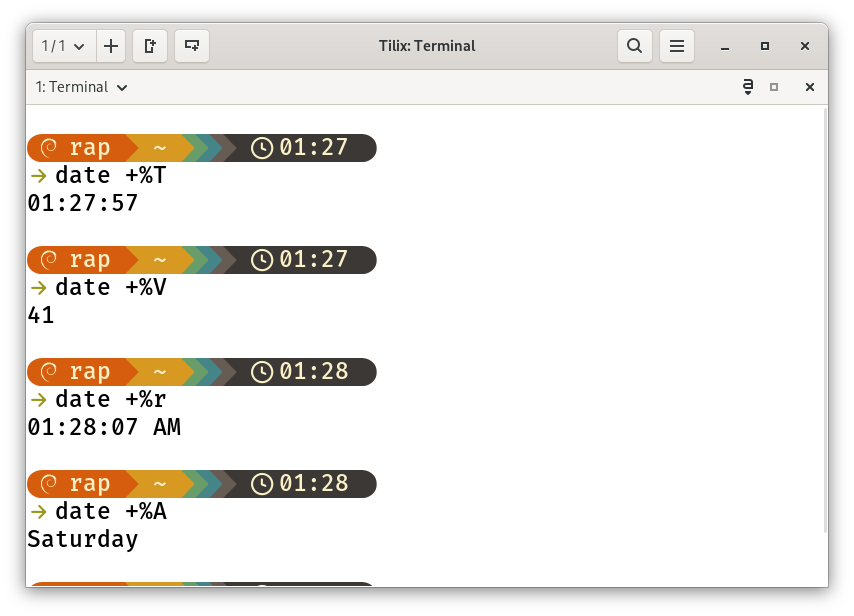 1 / 1
Tilix: Terminal
1: Terminal
rap ~ 01:27
→ date +%T
01:27:57
rap ~ 01:27
→ date +%V
41
rap ~ 01:28
→ date +%r
01:28:07 AM
rap ~ 01:28
→ date +%A
Saturday